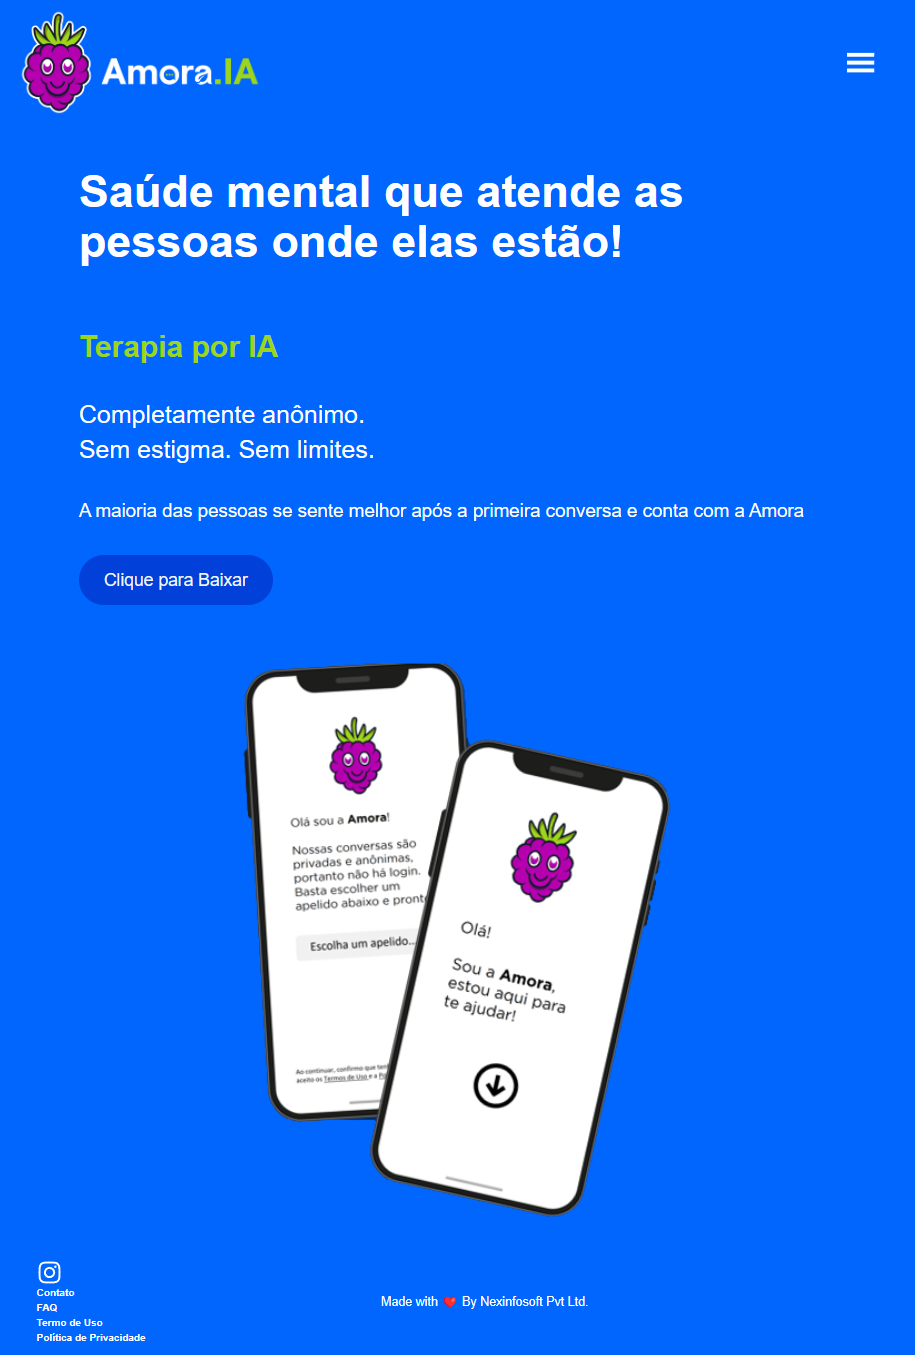 Amora.IA
Saúde mental que atende as
pessoas onde elas estão!
Terapia por IA
Completamente anônimo.
Sem estigma. Sem limites.
A maioria das pessoas se sente melhor após a primeira conversa e conta com a Amora
Clique para Baixar
Olá sou a Amora!
Nossas conversas são
privadas e anônimas,
portanto não há login.
Basta escolher um
apelido abaixo e pront
Escolha um apelido...
Ao continuar, confirmo que
aceito os Termos de Uso e a
Olá!
Sou a Amora,
estou aqui para
te ajudar!
Contato
FAQ
Termo de Uso
Política de Privacidade
Made with ❤️ By Nexinfosoft Pvt Ltd.